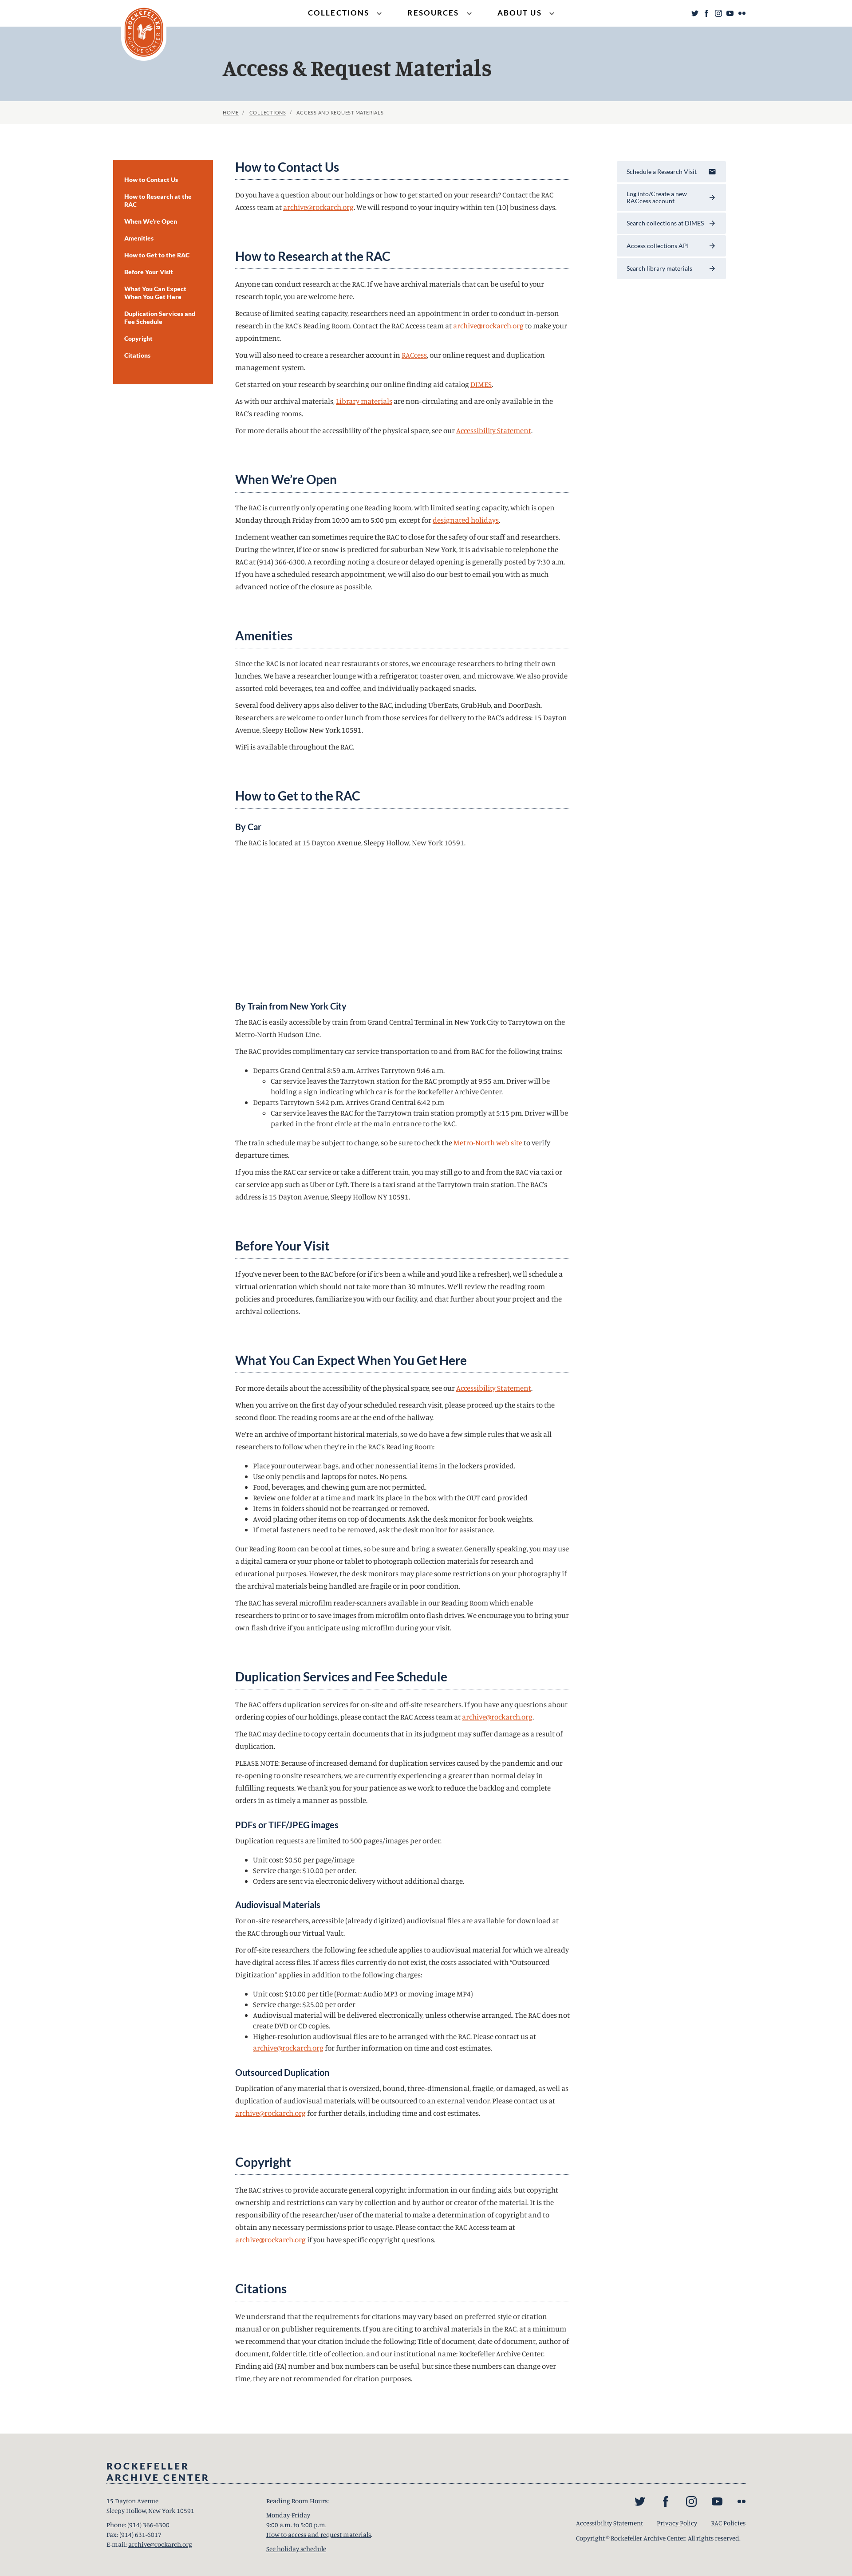 ROCKEFELLER
ARCHIVE CENTER
COLLECTIONS
RESOURCES
ABOUT US
Access & Request Materials
HOME / COLLECTIONS / ACCESS AND REQUEST MATERIALS
How to Contact Us
How to Research at the
RAC
When We're Open
Amenities
How to Get to the RAC
Before Your Visit
What You Can Expect
When You Get Here
Duplication Services and
Fee Schedule
Copyright
Citations
How to Contact Us
Do you have a question about our holdings or how to get started on your research? Contact the RAC
Access team at archive@rockarch.org. We will respond to your inquiry within ten (10) business days.
How to Research at the RAC
Anyone can conduct research at the RAC. If we have archival materials that can be useful to your
research topic, you are welcome here.
Because of limited seating capacity, researchers need an appointment in order to conduct in-person
research in the RAC's Reading Room. Contact the RAC Access team at archive@rockarch.org to make your
appointment.
You will also need to create a researcher account in RACcess, our online request and duplication
management system.
Get started on your research by searching our online finding aid catalog DIMES.
As with our archival materials, Library materials are non-circulating and are only available in the
RAC's reading rooms.
For more details about the accessibility of the physical space, see our Accessibility Statement.
When We're Open
The RAC is currently only operating one Reading Room, with limited seating capacity, which is open
Monday through Friday from 10:00 am to 5:00 pm, except for designated holidays.
Inclement weather can sometimes require the RAC to close for the safety of our staff and researchers.
During the winter, if ice or snow is predicted for suburban New York, it is advisable to telephone the
RAC at (914) 366-6300. A recording noting a closure or delayed opening is generally posted by 7:30 a.m.
If you have a scheduled research appointment, we will also do our best to email you with as much
advanced notice of the closure as possible.
Amenities
Since the RAC is not located near restaurants or stores, we encourage researchers to bring their own
lunches. We have a researcher lounge with a refrigerator, toaster oven, and microwave. We also provide
assorted cold beverages, tea and coffee, and individually packaged snacks.
Several food delivery apps also deliver to the RAC, including UberEats, GrubHub, and DoorDash.
Researchers are welcome to order lunch from those services for delivery to the RAC's address: 15 Dayton
Avenue, Sleepy Hollow New York 10591.
WiFi is available throughout the RAC.
How to Get to the RAC
By Car
The RAC is located at 15 Dayton Avenue, Sleepy Hollow, New York 10591.
By Train from New York City
The RAC is easily accessible by train from Grand Central Terminal in New York City to Tarrytown on the
Metro-North Hudson Line.
The RAC provides complimentary car service transportation to and from RAC for the following trains:
• Departs Grand Central 8:59 a.m. Arrives Tarrytown 9:46 a.m.
◦ Car service leaves the Tarrytown station for the RAC promptly at 9:55 am. Driver will be
holding a sign indicating which car is for the Rockefeller Archive Center.
• Departs Tarrytown 5:42 p.m. Arrives Grand Central 6:42 p.m
◦ Car service leaves the RAC for the Tarrytown train station promptly at 5:15 pm. Driver will be
parked in the front circle at the main entrance to the RAC.
The train schedule may be subject to change, so be sure to check the Metro-North web site to verify
departure times.
If you miss the RAC car service or take a different train, you may still go to and from the RAC via taxi or
car service app such as Uber or Lyft. There is a taxi stand at the Tarrytown train station. The RAC's
address is 15 Dayton Avenue, Sleepy Hollow NY 10591.
Before Your Visit
If you've never been to the RAC before (or if it's been a while and you'd like a refresher), we'll schedule a
virtual orientation which should not take more than 30 minutes. We'll review the reading room
policies and procedures, familiarize you with our facility, and chat further about your project and the
archival collections.
What You Can Expect When You Get Here
For more details about the accessibility of the physical space, see our Accessibility Statement.
When you arrive on the first day of your scheduled research visit, please proceed up the stairs to the
second floor. The reading rooms are at the end of the hallway.
We're an archive of important historical materials, so we do have a few simple rules that we ask all
researchers to follow when they're in the RAC's Reading Room:
• Place your outerwear, bags, and other nonessential items in the lockers provided.
• Use only pencils and laptops for notes. No pens.
• Food, beverages, and chewing gum are not permitted.
• Review one folder at a time and mark its place in the box with the OUT card provided
• Items in folders should not be rearranged or removed.
• Avoid placing other items on top of documents. Ask the desk monitor for book weights.
• If metal fasteners need to be removed, ask the desk monitor for assistance.
Our Reading Room can be cool at times, so be sure and bring a sweater. Generally speaking, you may use
a digital camera or your phone or tablet to photograph collection materials for research and
educational purposes. However, the desk monitors may place some restrictions on your photography if
the archival materials being handled are fragile or in poor condition.
The RAC has several microfilm reader-scanners available in our Reading Room which enable
researchers to print or to save images from microfilm onto flash drives. We encourage you to bring your
own flash drive if you anticipate using microfilm during your visit.
Duplication Services and Fee Schedule
The RAC offers duplication services for on-site and off-site researchers. If you have any questions about
ordering copies of our holdings, please contact the RAC Access team at archive@rockarch.org.
The RAC may decline to copy certain documents that in its judgment may suffer damage as a result of
duplication.
PLEASE NOTE: Because of increased demand for duplication services caused by the pandemic and our
re-opening to onsite researchers, we are currently experiencing a greater than normal delay in
fulfilling requests. We thank you for your patience as we work to reduce the backlog and complete
orders in as timely a manner as possible.
PDFs or TIFF/JPEG images
Duplication requests are limited to 500 pages/images per order.
• Unit cost: $0.50 per page/image
• Service charge: $10.00 per order.
• Orders are sent via electronic delivery without additional charge.
Audiovisual Materials
For on-site researchers, accessible (already digitized) audiovisual files are available for download at
the RAC through our Virtual Vault.
For off-site researchers, the following fee schedule applies to audiovisual material for which we already
have digital access files. If access files currently do not exist, the costs associated with "Outsourced
Digitization" applies in addition to the following charges:
• Unit cost: $10.00 per title (Format: Audio MP3 or moving image MP4)
• Service charge: $25.00 per order
• Audiovisual material will be delivered electronically, unless otherwise arranged. The RAC does not
create DVD or CD copies.
• Higher-resolution audiovisual files are to be arranged with the RAC. Please contact us at
archive@rockarch.org for further information on time and cost estimates.
Outsourced Duplication
Duplication of any material that is oversized, bound, three-dimensional, fragile, or damaged, as well as
duplication of audiovisual materials, will be outsourced to an external vendor. Please contact us at
archive@rockarch.org for further details, including time and cost estimates.
Copyright
The RAC strives to provide accurate general copyright information in our finding aids, but copyright
ownership and restrictions can vary by collection and by author or creator of the material. It is the
responsibility of the researcher/user of the material to make a determination of copyright and to
obtain any necessary permissions prior to usage. Please contact the RAC Access team at
archive@rockarch.org if you have specific copyright questions.
Citations
We understand that the requirements for citations may vary based on preferred style or citation
manual or on publisher requirements. If you are citing to archival materials in the RAC, at a minimum
we recommend that your citation include the following: Title of document, date of document, author of
document, folder title, title of collection, and our institutional name: Rockefeller Archive Center.
Finding aid (FA) number and box numbers can be useful, but since these numbers can change over
time, they are not recommended for citation purposes.
Schedule a Research Visit
Log into/Create a new
RACcess account
Search collections at DIMES
Access collections API
Search library materials
ROCKEFELLER
ARCHIVE CENTER
15 Dayton Avenue
Sleepy Hollow, New York 10591
Phone: (914) 366-6300
Fax: (914) 631-6017
E-mail: archive@rockarch.org
Reading Room Hours:
Monday-Friday
9:00 a.m. to 5:00 p.m.
How to access and request materials.
See holiday schedule
Accessibility Statement Privacy Policy RAC Policies
Copyright © Rockefeller Archive Center. All rights reserved.